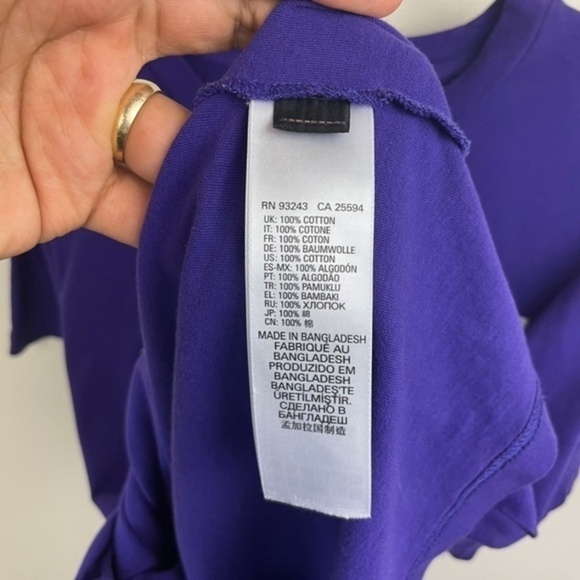 RN 93243 CA 25594
UK: 100% COTTON
IT: 100% COTONE
FR: 100% COTON
DE: 100% BAUMWOLLE
US: 100% COTTON
ES-MX: 100% ALGODÓN
PT: 100% ALGODÃO
TR: 100% PAMUKLU
EL: 100% BAMBAKI
RU: 100% ХЛОПОК
JP: 100% 綿
CN: 100% 棉
MADE IN BANGLADESH
FABRIQUÉ AU
BANGLADESH
PRODUZIDO EM
BANGLADESH
BANGLADEŞ'TE
ÜRETİLMİŞTİR.
СДЕЛАНО В
БАНГЛАДЕШ
孟加拉国制造